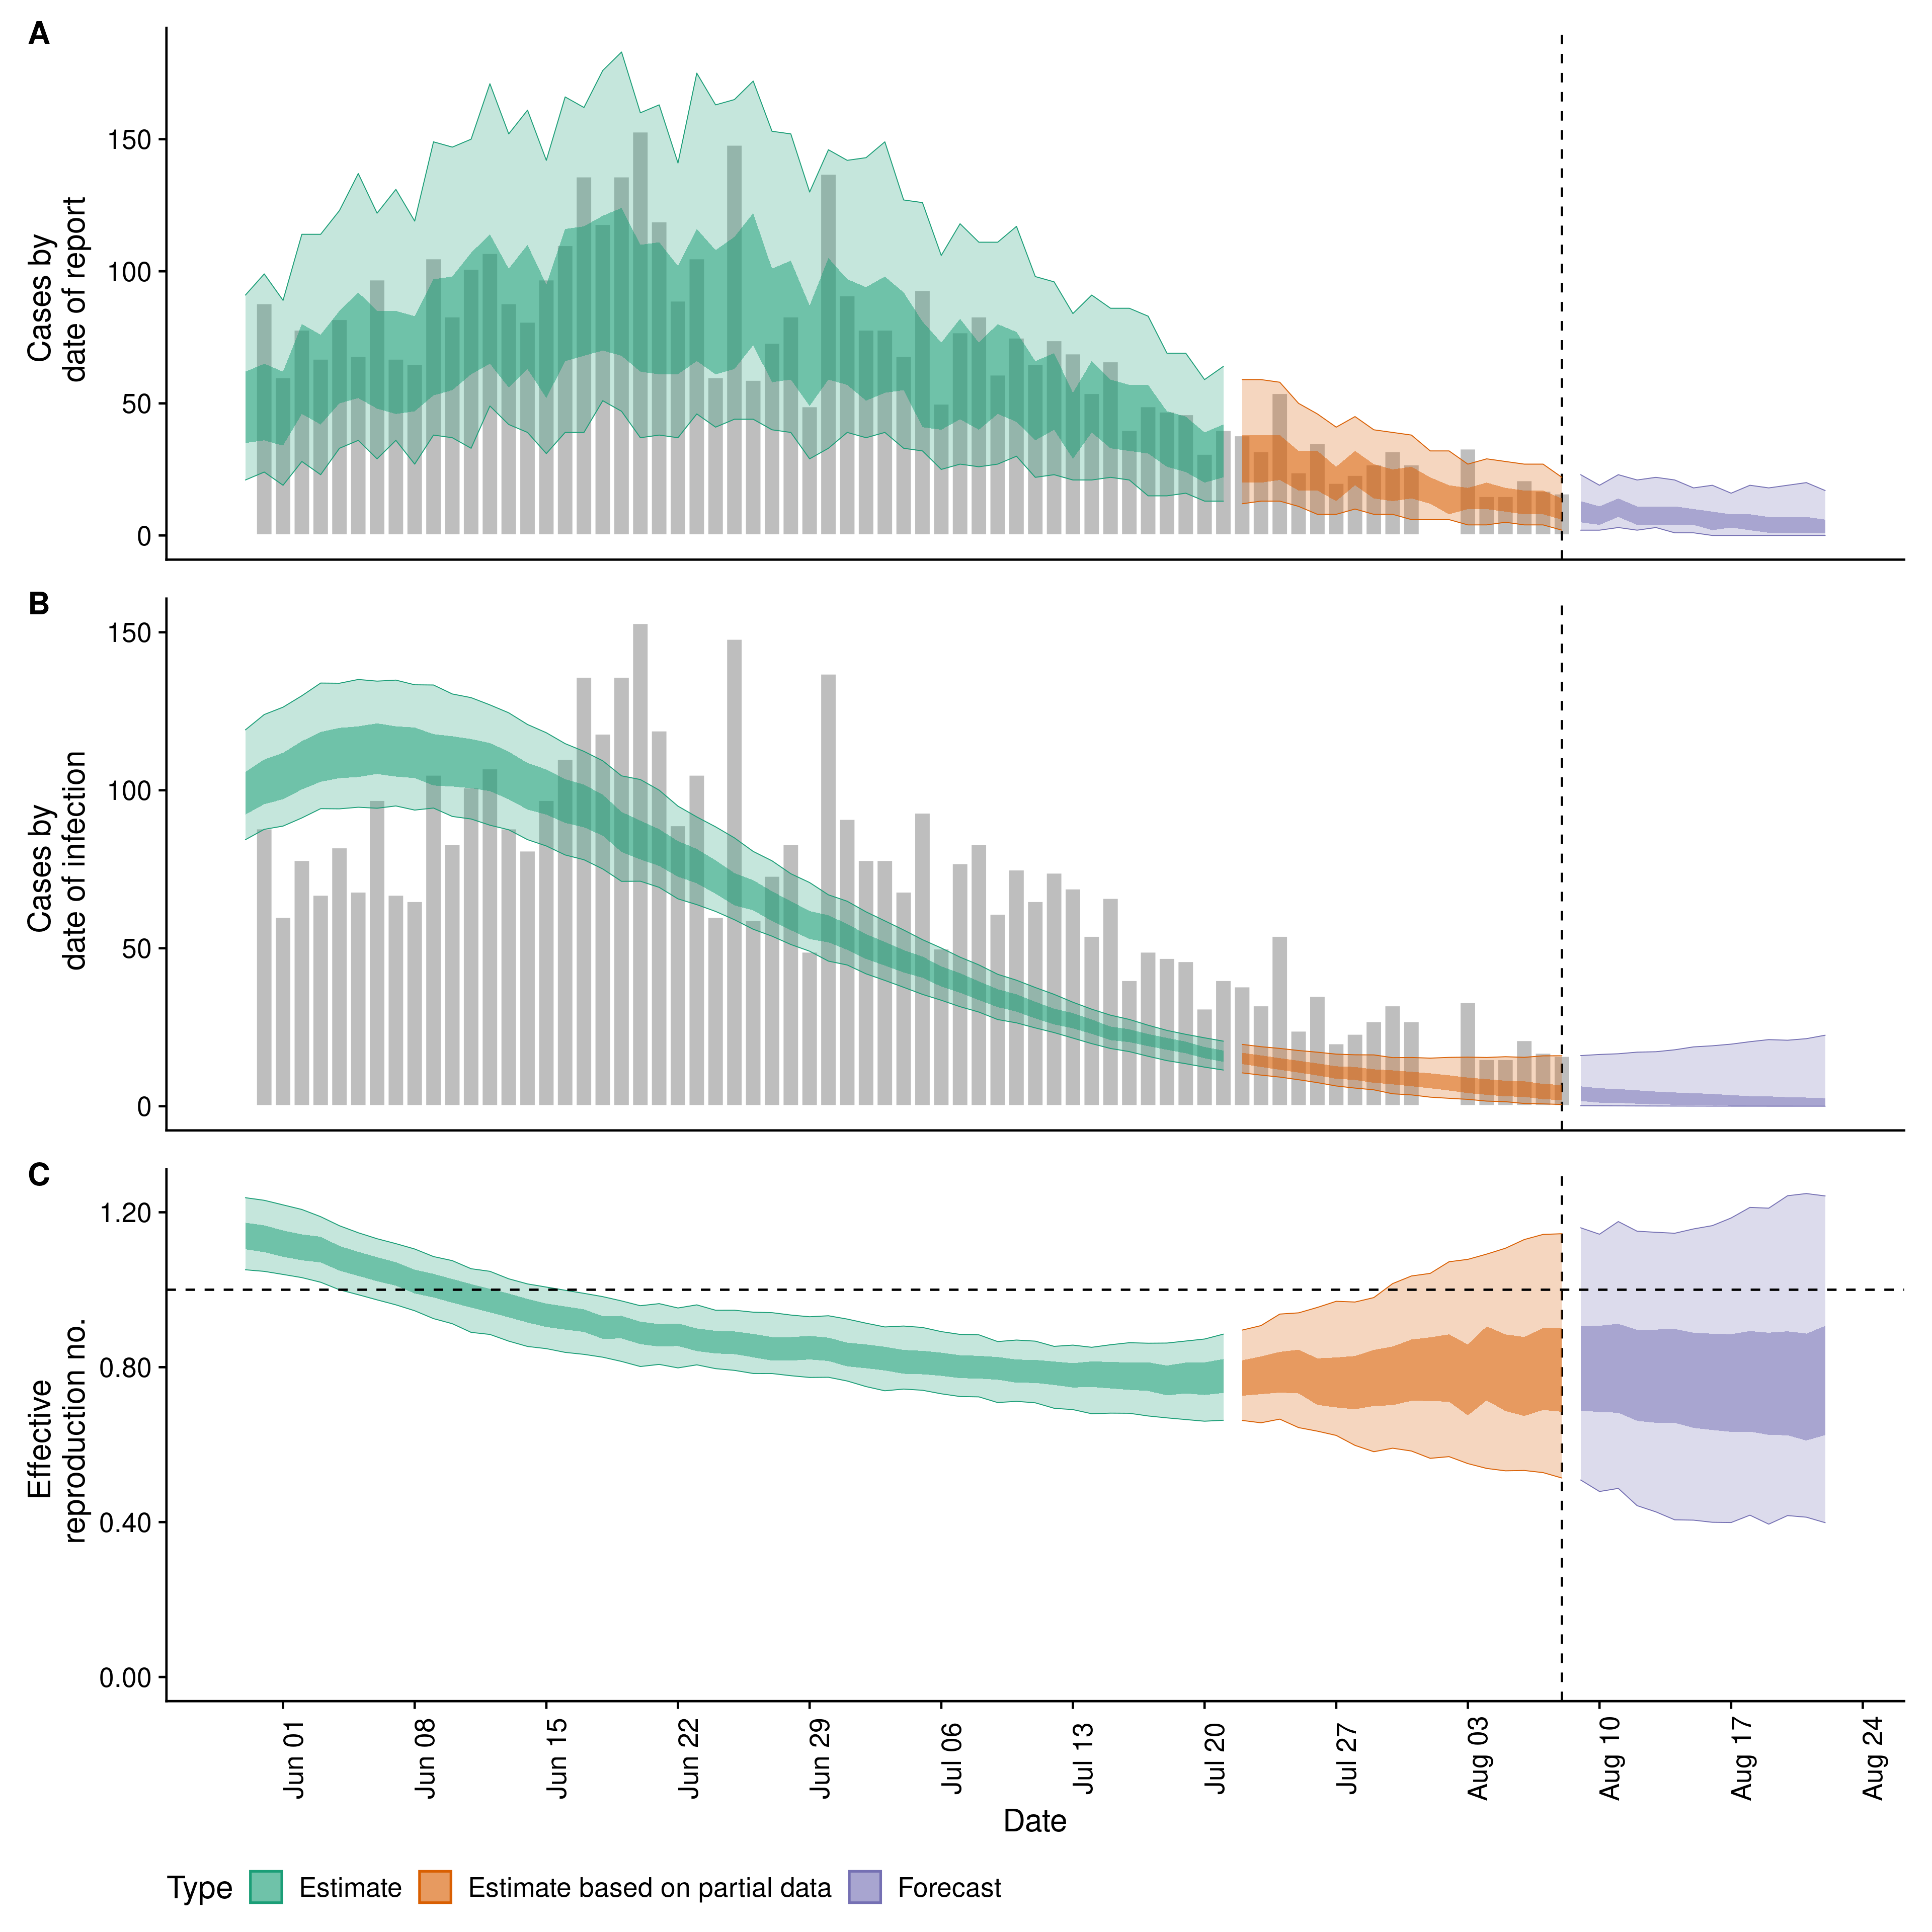 A
Cases by
date of report
150
100
50
0
B
Cases by
date of infection
150
100
50
0
C
Effective
reproduction no.
1.20
0.80
0.40
0.00
Jun 01
Jun 08
Jun 15
Jun 22
Jun 29
Jul 06
Jul 13
Jul 20
Jul 27
Aug 03
Aug 10
Aug 17
Aug 24
Date
Type
Estimate
Estimate based on partial data
Forecast